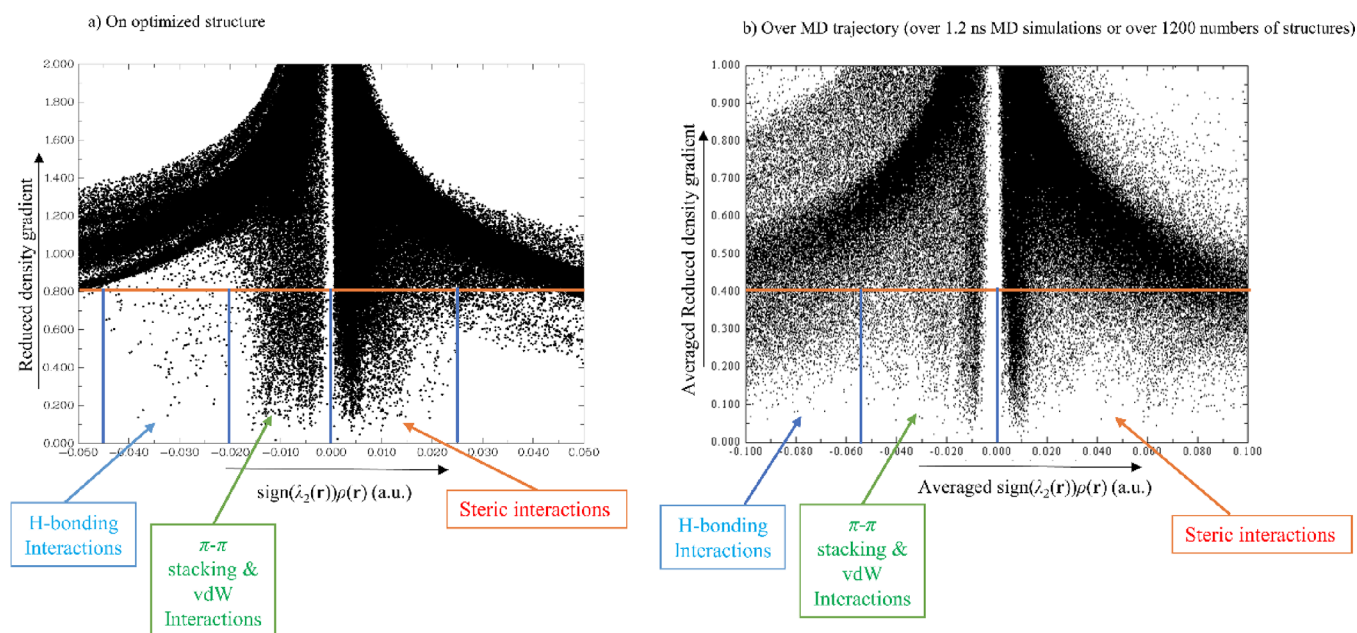 a) On optimized structure
2.000
1.800
1.600
1.400
1.200
1.000
0.800
0.600
0.400
0.200
0.000
Reduced density gradient
−0.050
−0.040
−0.030
−0.020
−0.010
0.000
0.010
0.020
0.030
0.040
0.050
sign(λ2(r))ρ(r) (a.u.)
H-bonding
Interactions
π-π
stacking &
vdW
Interactions
Steric interactions
b) Over MD trajectory (over 1.2 ns MD simulations or over 1200 numbers of structures)
1.000
0.900
0.800
0.700
0.600
0.500
0.400
0.300
0.200
0.100
0.000
Averaged Reduced density gradient
-0.100
-0.080
-0.060
-0.040
-0.020
0.000
0.020
0.040
0.060
0.080
0.100
Averaged sign(λ2(r))ρ(r) (a.u.)
H-bonding
Interactions
π-π
stacking &
vdW
Interactions
Steric interactions